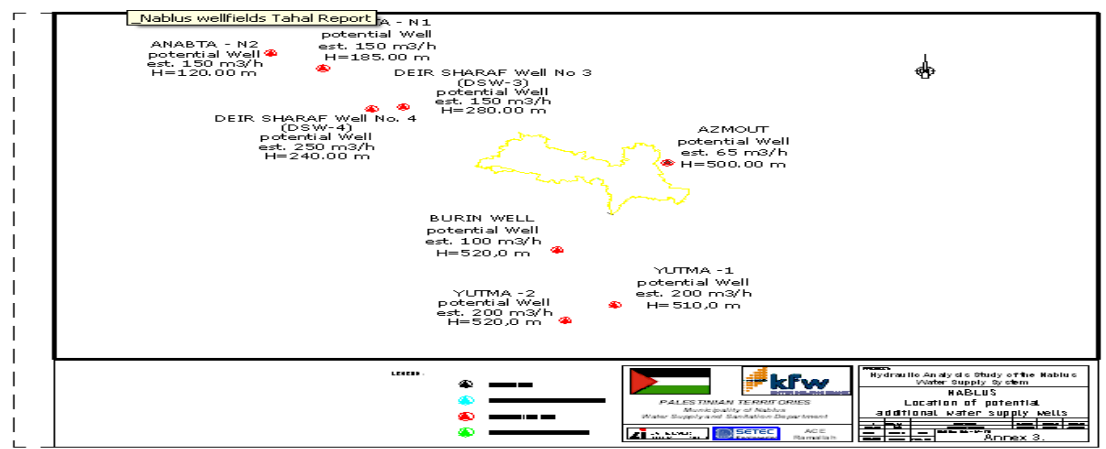 _Nablus wellfields Tahal Report
TA - N1
potential Well
est. 150 m3/h
H=185.00 m
ANABTA - N2
potential Well
est. 150 m3/h
H=120.00 m
DEIR SHARAF Well No 3
(DSW-3)
potential Well
est. 150 m3/h
H=280.00 m
DEIR SHARAF Well No. 4
(DSW-4)
potential Well
est. 250 m3/h
H=240.00 m
AZMOUT
potential Well
est. 65 m3/h
H=500.00 m
BURIN WELL
potential Well
est. 100 m3/h
H=520,0 m
YUTMA -1
potential Well
est. 200 m3/h
H=510,0 m
YUTMA -2
potential Well
est. 200 m3/h
H=520,0 m
LEGEND:
kfw
PALESTINIAN TERRITORIES
Municipality of Nablus
Water Supply and Sanitation Department
SETEC
ACE
Ramallah
Hydraulic Analysis Study of the Nablus
Water Supply System
NABLUS
Location of potential
additional water supply wells
Annex 3.